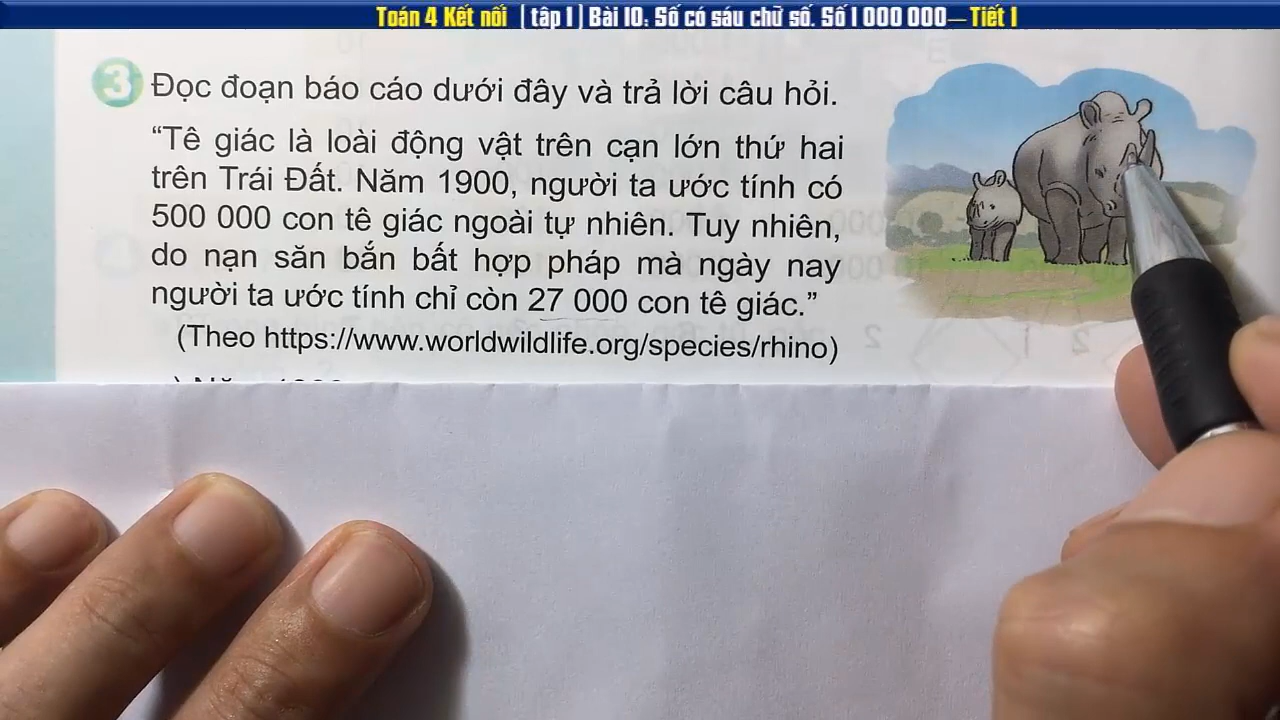 Toán 4 Kết nối [ tập 1 ] Bài 10: Số có sáu chữ số. Số 1 000 000– Tiết 1
3 Đọc đoạn báo cáo dưới đây và trả lời câu hỏi.
“Tê giác là loài động vật trên cạn lớn thứ hai
trên Trái Đất. Năm 1900, người ta ước tính có
500 000 con tê giác ngoài tự nhiên. Tuy nhiên,
do nạn săn bắn bất hợp pháp mà ngày nay
người ta ước tính chỉ còn 27 000 con tê giác.”
(Theo https://www.worldwildlife.org/species/rhino)